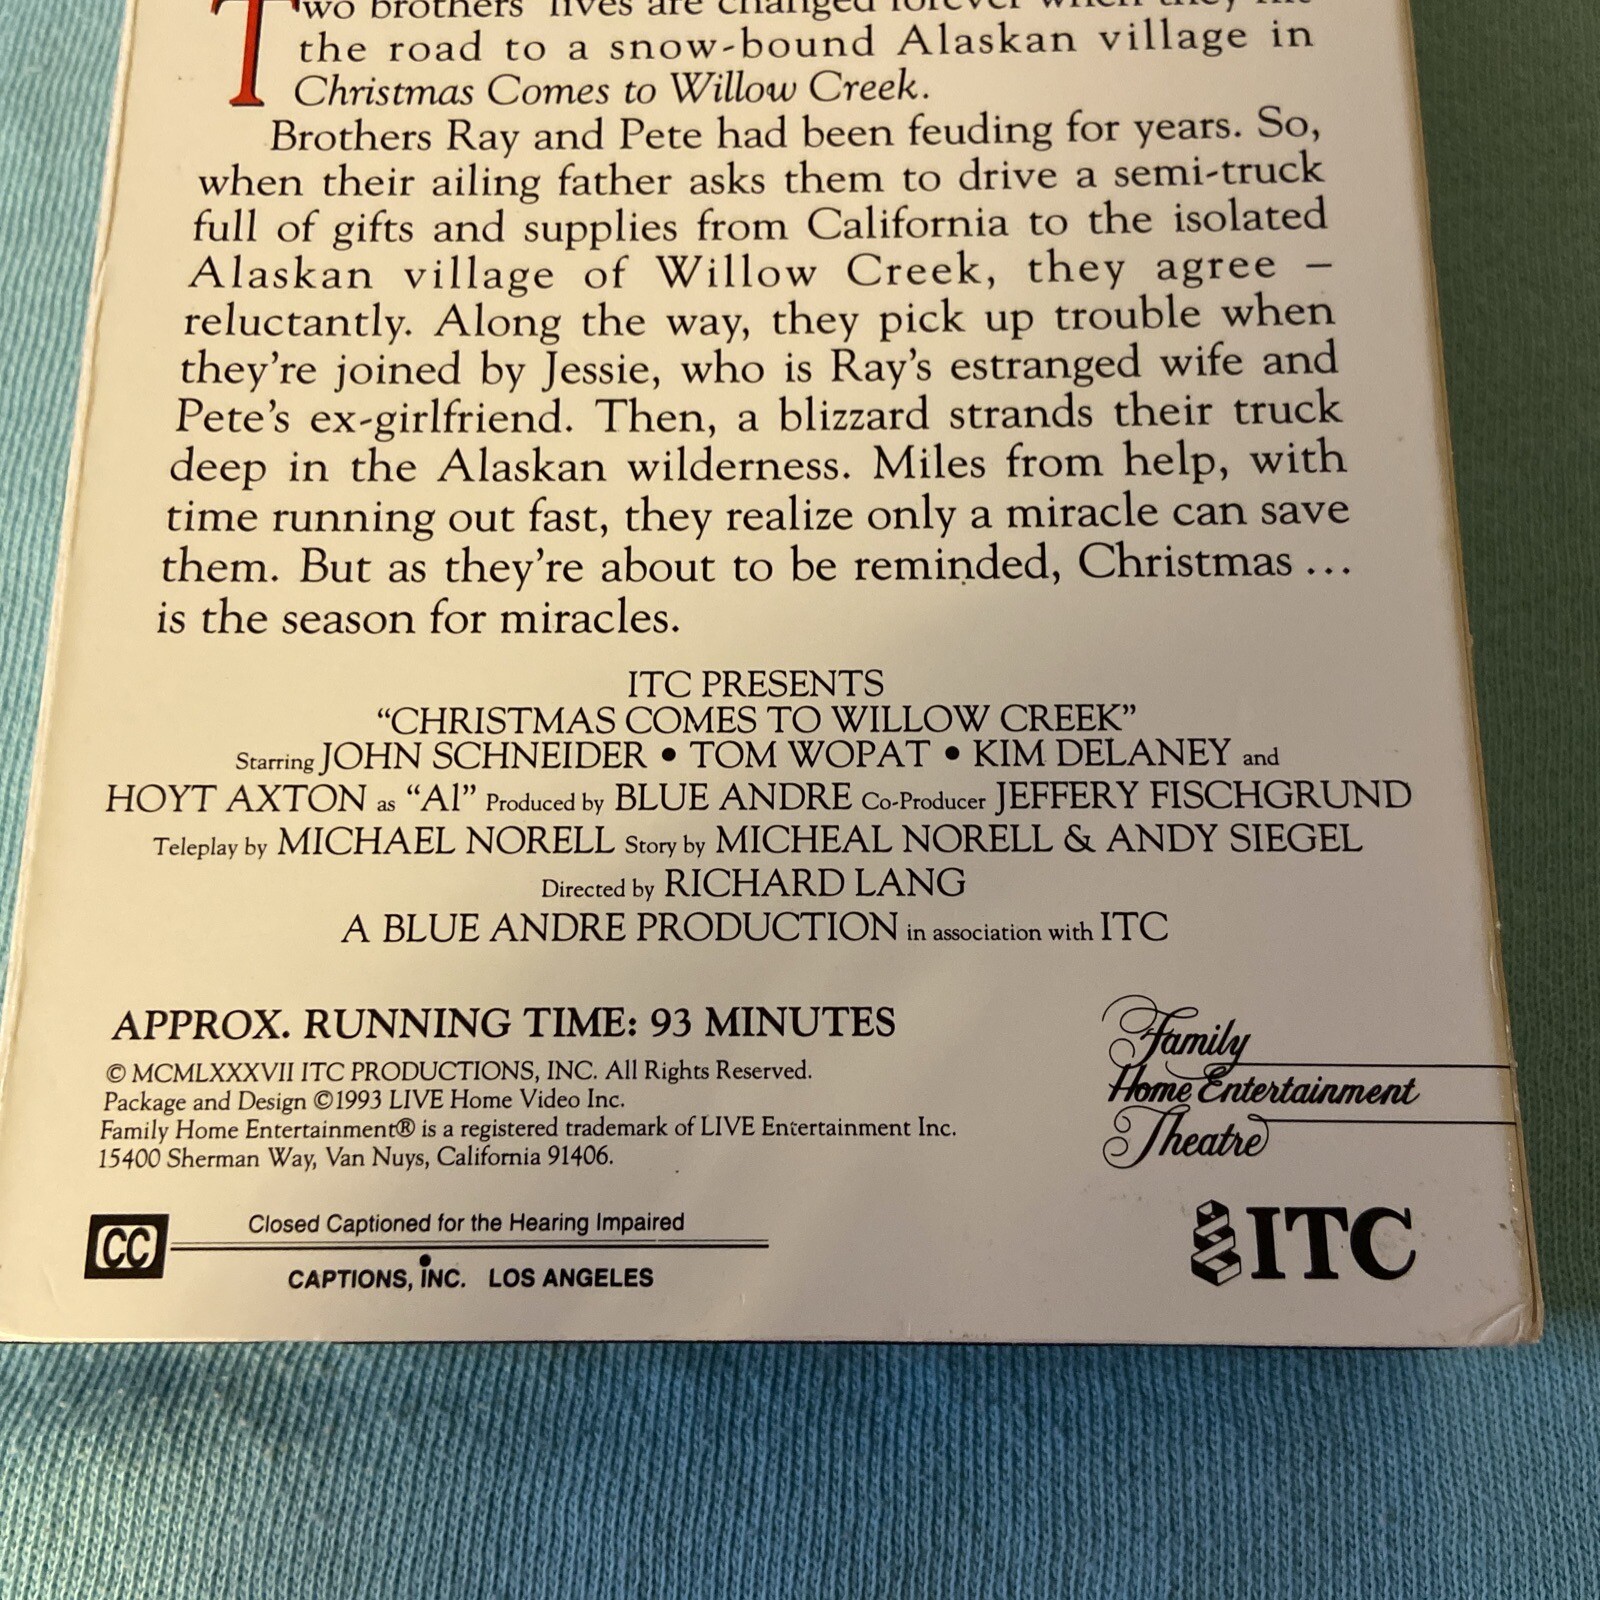 Two brothers' lives are changed forever when they hit
the road to a snow-bound Alaskan village in
Christmas Comes to Willow Creek.
Brothers Ray and Pete had been feuding for years. So,
when their ailing father asks them to drive a semi-truck
full of gifts and supplies from California to the isolated
Alaskan village of Willow Creek, they agree –
reluctantly. Along the way, they pick up trouble when
they're joined by Jessie, who is Ray's estranged wife and
Pete's ex-girlfriend. Then, a blizzard strands their truck
deep in the Alaskan wilderness. Miles from help, with
time running out fast, they realize only a miracle can save
them. But as they're about to be reminded, Christmas ...
is the season for miracles.
ITC PRESENTS
"CHRISTMAS COMES TO WILLOW CREEK"
Starring JOHN SCHNEIDER • TOM WOPAT • KIM DELANEY and
HOYT AXTON as "Al" Produced by BLUE ANDRE Co-Producer JEFFERY FISCHGRUND
Teleplay by MICHAEL NORELL Story by MICHEAL NORELL & ANDY SIEGEL
Directed by RICHARD LANG
A BLUE ANDRE PRODUCTION in association with ITC
APPROX. RUNNING TIME: 93 MINUTES
© MCMLXXXVII ITC PRODUCTIONS, INC. All Rights Reserved.
Package and Design ©1993 LIVE Home Video Inc.
Family Home Entertainment® is a registered trademark of LIVE Entertainment Inc.
15400 Sherman Way, Van Nuys, California 91406.
Family
Home Entertainment
Theatre
CC
Closed Captioned for the Hearing Impaired
CAPTIONS, INC. LOS ANGELES
ITC